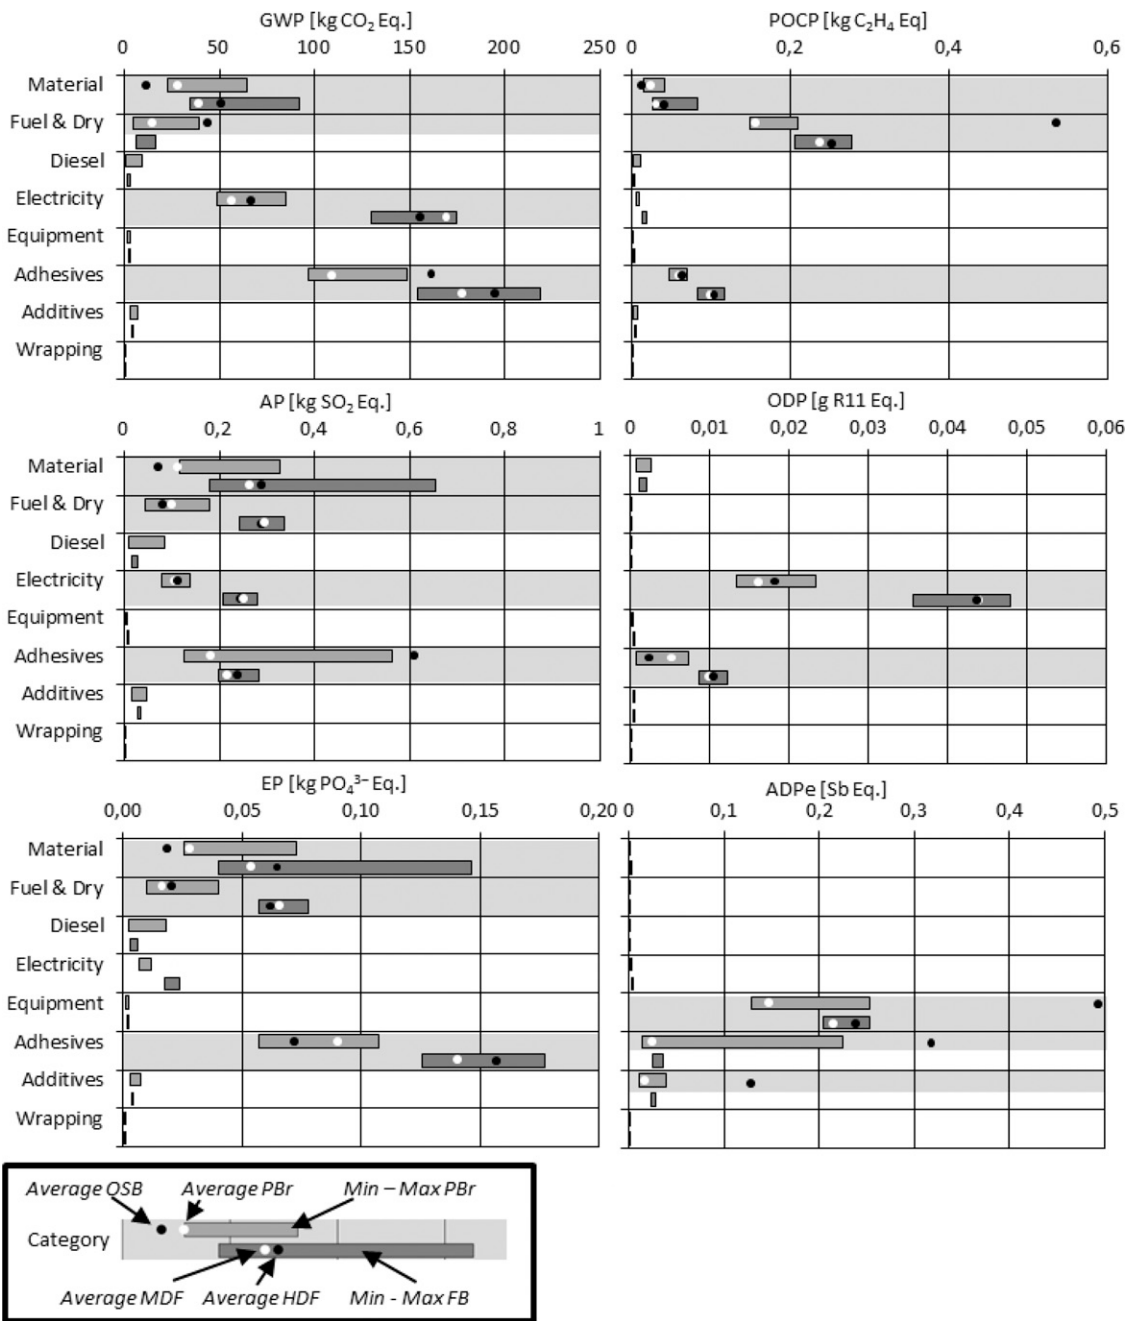 GWP [kg CO₂ Eq.]
0 50 100 150 200 250
Material
Fuel & Dry
Diesel
Electricity
Equipment
Adhesives
Additives
Wrapping
POCP [kg C₂H₄ Eq]
0 0,2 0,4 0,6
AP [kg SO₂ Eq.]
0 0,2 0,4 0,6 0,8 1
Material
Fuel & Dry
Diesel
Electricity
Equipment
Adhesives
Additives
Wrapping
ODP [g R11 Eq.]
0 0,01 0,02 0,03 0,04 0,05 0,06
EP [kg PO₄³⁻ Eq.]
0,00 0,05 0,10 0,15 0,20
Material
Fuel & Dry
Diesel
Electricity
Equipment
Adhesives
Additives
Wrapping
ADPe [Sb Eq.]
0 0,1 0,2 0,3 0,4 0,5
Average OSB Average PBr Min – Max PBr
Category
Average MDF Average HDF Min - Max FB